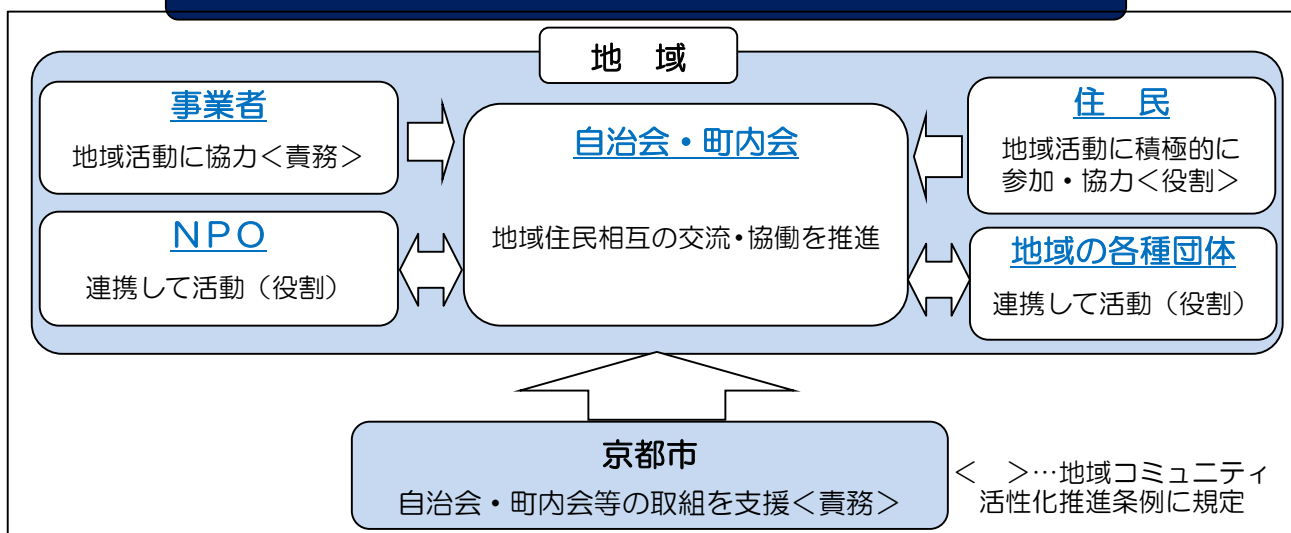 地　域
事業者
地域活動に協力＜責務＞
ＮＰＯ
連携して活動（役割）
自治会・町内会
地域住民相互の交流・協働を推進
住　民
地域活動に積極的に
参加・協力＜役割＞
地域の各種団体
連携して活動（役割）
京都市
自治会・町内会等の取組を支援＜責務＞
＜　＞…地域コミュニティ
活性化推進条例に規定